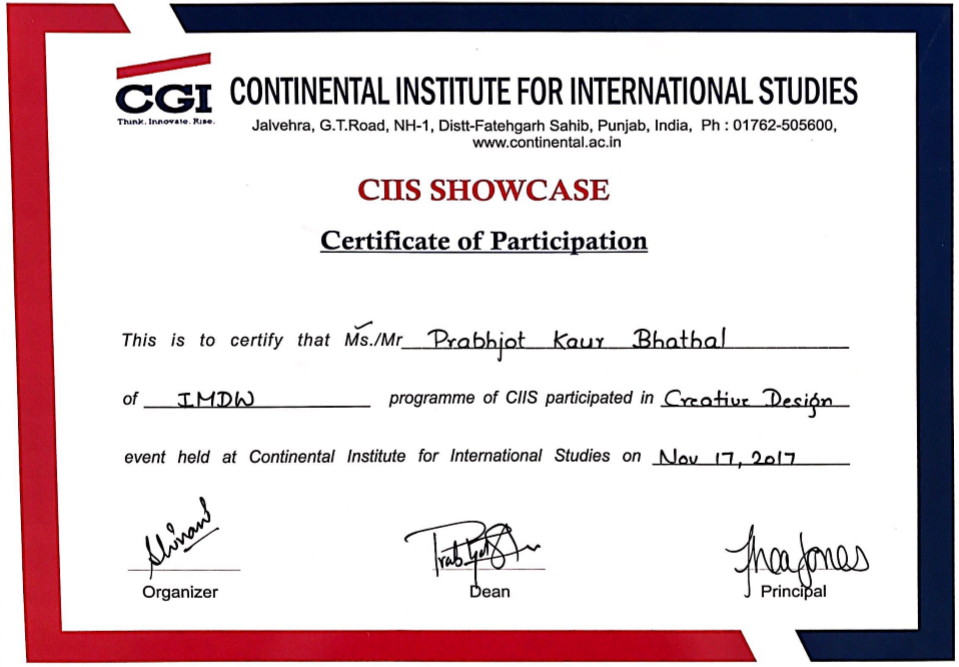 CGI
Think. Innovate. Rise.
CONTINENTAL INSTITUTE FOR INTERNATIONAL STUDIES
Jalvehra, G.T.Road, NH-1, Distt-Fatehgarh Sahib, Punjab, India, Ph : 01762-505600,
www.continental.ac.in
CIIS SHOWCASE
Certificate of Participation
This is to certify that Ms./Mr Prabhjot Kaur Bhathal
of IMDW programme of CIIS participated in Creative Design
event held at Continental Institute for International Studies on Nov 17, 2017
Organizer Dean Principal